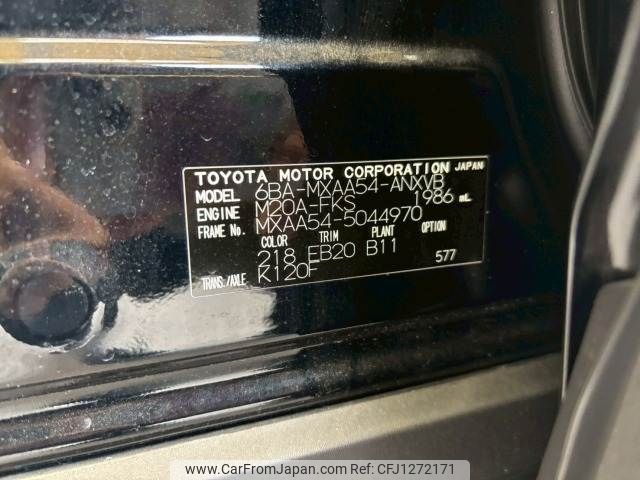 TOYOTA MOTOR CORPORATION JAPAN
MODEL 6BA-MXAA54-ANXVB
ENGINE M20A-FKS 1986 mL
FRAME No. MXAA54-5044970
COLOR TRIM PLANT OPTION
218 EB20 B11
TRANS./AXLE K120F 577
www.carfromjapan.com
© CarFromJapan - CFJ1272171